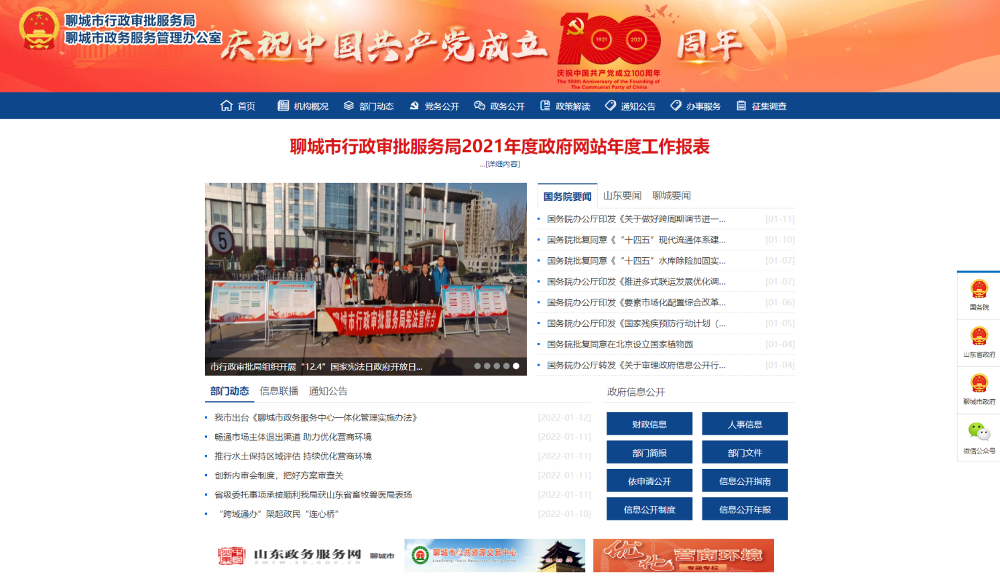 聊城市行政审批服务局
聊城市政务服务管理办公室
庆祝中国共产党成立
100
1921
2021
周年
庆祝中国共产党成立100周年
The 100th Anniversary of the Founding of
The Communist Party of China
首页 机构概况 部门动态 党务公开 政务公开 政策解读 通知公告 办事服务 征集调查
聊城市行政审批服务局2021年度政府网站年度工作报表
...[详细内容]
5
聊城市行政审批服务局宪法宣传台
市行政审批局组织开展“12.4”国家宪法日政府开放日...
国务院要闻 山东要闻 聊城要闻
国务院办公厅印发《关于做好跨周期调节进一... [01-11]
国务院批复同意《“十四五”现代流通体系建... [01-10]
国务院批复同意《“十四五”水库除险加固实... [01-07]
国务院办公厅印发《推进多式联运发展优化调... [01-07]
国务院办公厅印发《要素市场化配置综合改革... [01-06]
国务院办公厅印发《国家残疾预防行动计划（... [01-05]
国务院批复同意在北京设立国家植物园 [01-04]
国务院办公厅转发《关于审理政府信息公开行... [01-04]
部门动态 信息联播 通知公告
我市出台《聊城市政务服务中心一体化管理实施办法》 [2022-01-12]
畅通市场主体退出渠道 助力优化营商环境 [2022-01-11]
推行水土保持区域评估 持续优化营商环境 [2022-01-11]
创新内审会制度，把好方案审查关 [2022-01-11]
省级委托事项承接顺利我局获山东省畜牧兽医局表扬 [2022-01-11]
“跨域通办”架起政民“连心桥” [2022-01-10]
政府信息公开
财政信息 人事信息
部门简报 部门文件
依申请公开 信息公开指南
信息公开制度 信息公开年报
国务院
山东省政府
聊城市政府
微信公众号
山东政务服务网 聊城市
ZWFW.SD.GOV.CN
聊城市公共资源交易中心
优化营商环境
专题专栏